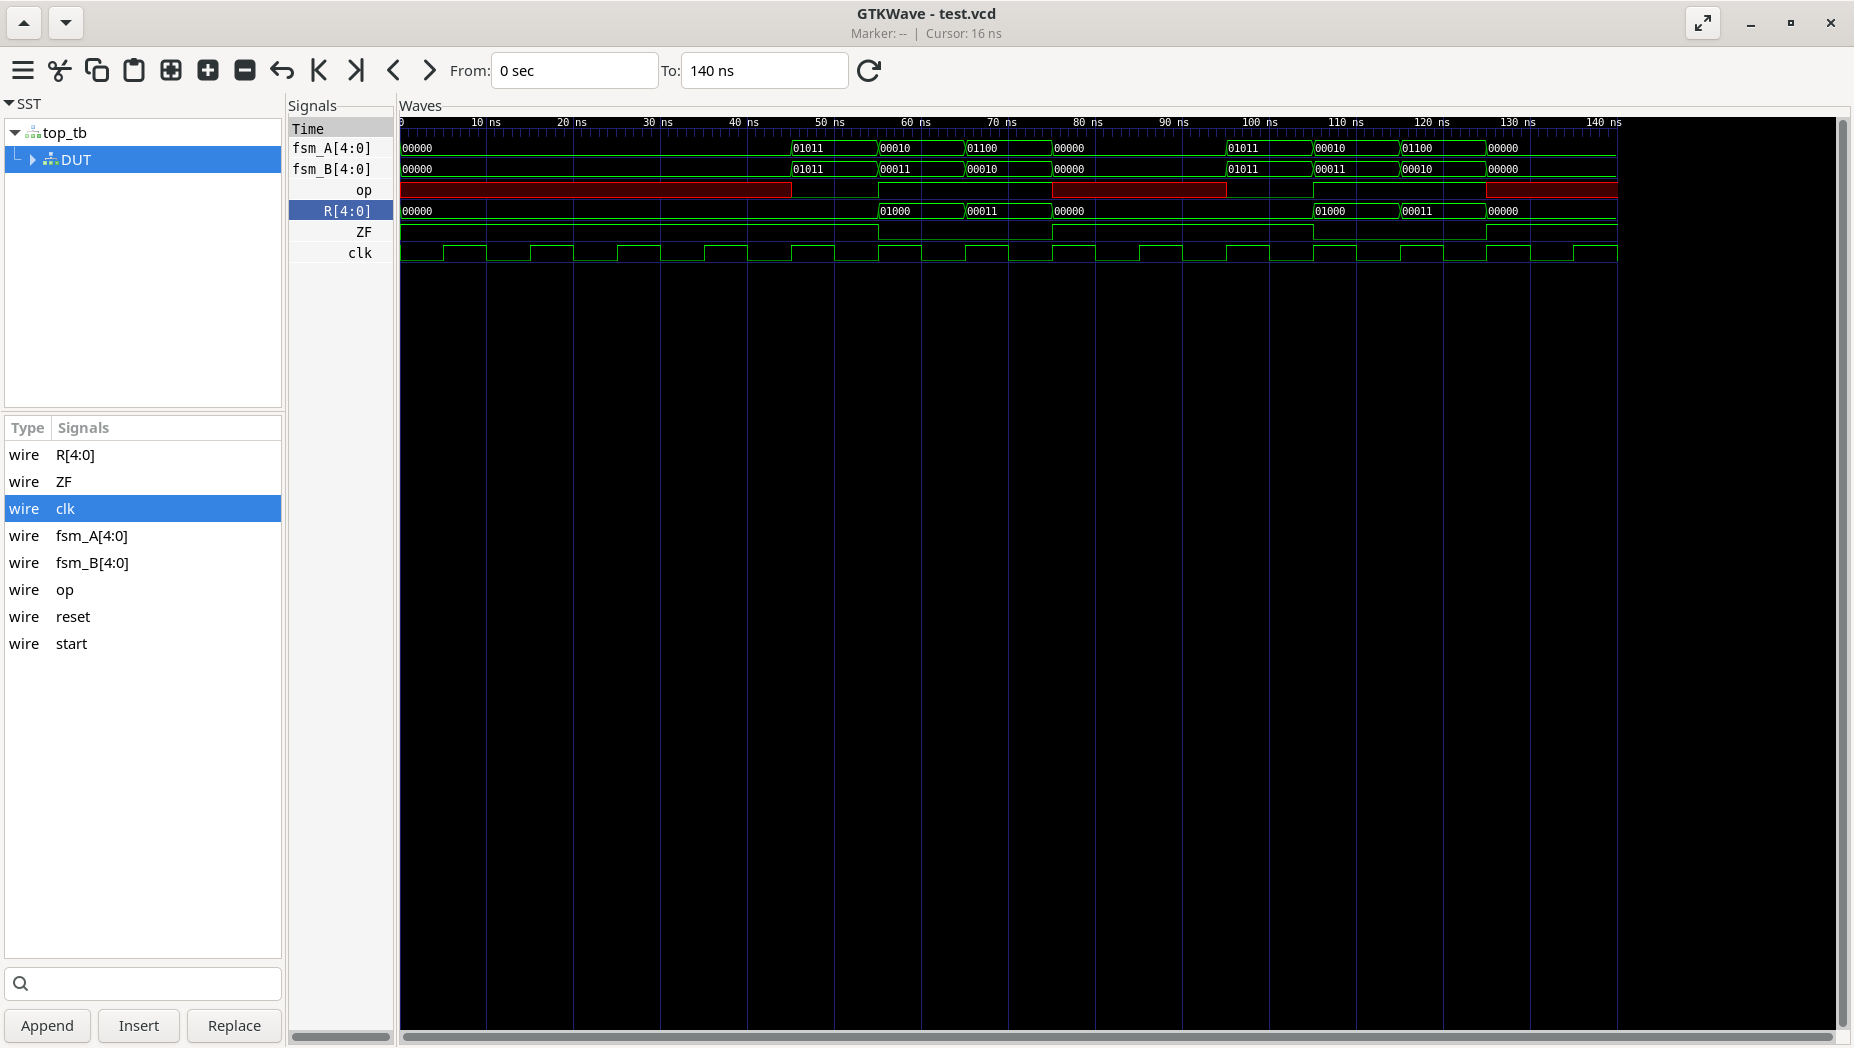 GTKWave - test.vcd
Marker: -- | Cursor: 16 ns
From: 0 sec To: 140 ns
SST
top_tb
DUT
Type Signals
wire R[4:0]
wire ZF
wire clk
wire fsm_A[4:0]
wire fsm_B[4:0]
wire op
wire reset
wire start
Append Insert Replace
Signals
Time
fsm_A[4:0]
fsm_B[4:0]
op
R[4:0]
ZF
clk
Waves
0 10 ns 20 ns 30 ns 40 ns 50 ns 60 ns 70 ns 80 ns 90 ns 100 ns 110 ns 120 ns 130 ns 140 ns
00000 01011 00010 01100 00000 01011 00010 01100 00000
00000 01011 00011 00010 00000 01011 00011 00010 00000
00000 01000 00011 00000 01000 00011 00000